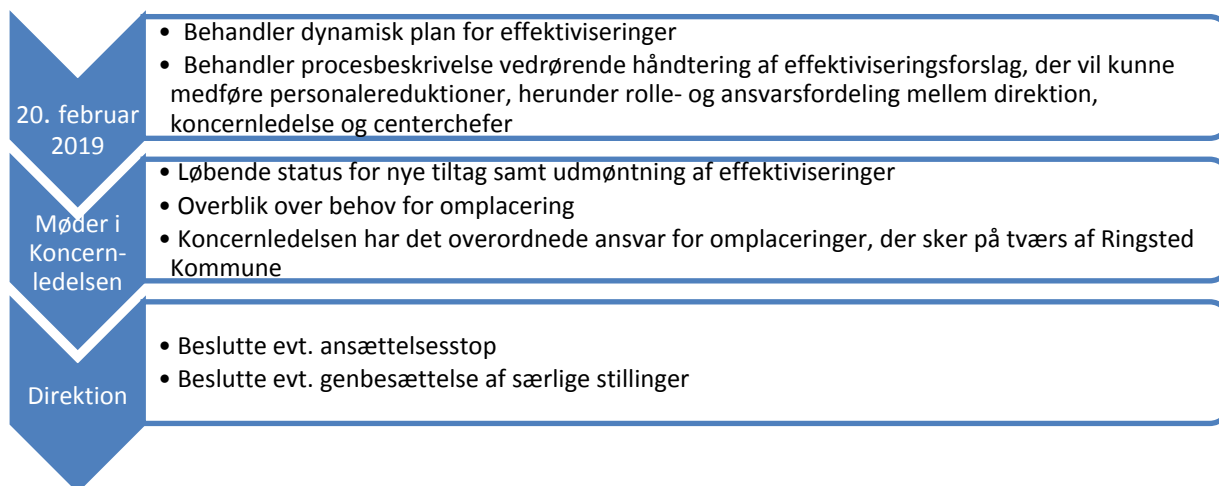 20. februar
2019
• Behandler dynamisk plan for effektiviseringer
• Behandler procesbeskrivelse vedrørende håndtering af effektiviseringsforslag, der vil kunne
medføre personalereduktioner, herunder rolle- og ansvarsfordeling mellem direktion,
koncernledelse og centerchefer
Møder i
Koncern-
ledelsen
• Løbende status for nye tiltag samt udmøntning af effektiviseringer
• Overblik over behov for omplacering
• Koncernledelsen har det overordnede ansvar for omplaceringer, der sker på tværs af Ringsted
Kommune
Direktion
• Beslutte evt. ansættelsesstop
• Beslutte evt. genbesættelse af særlige stillinger